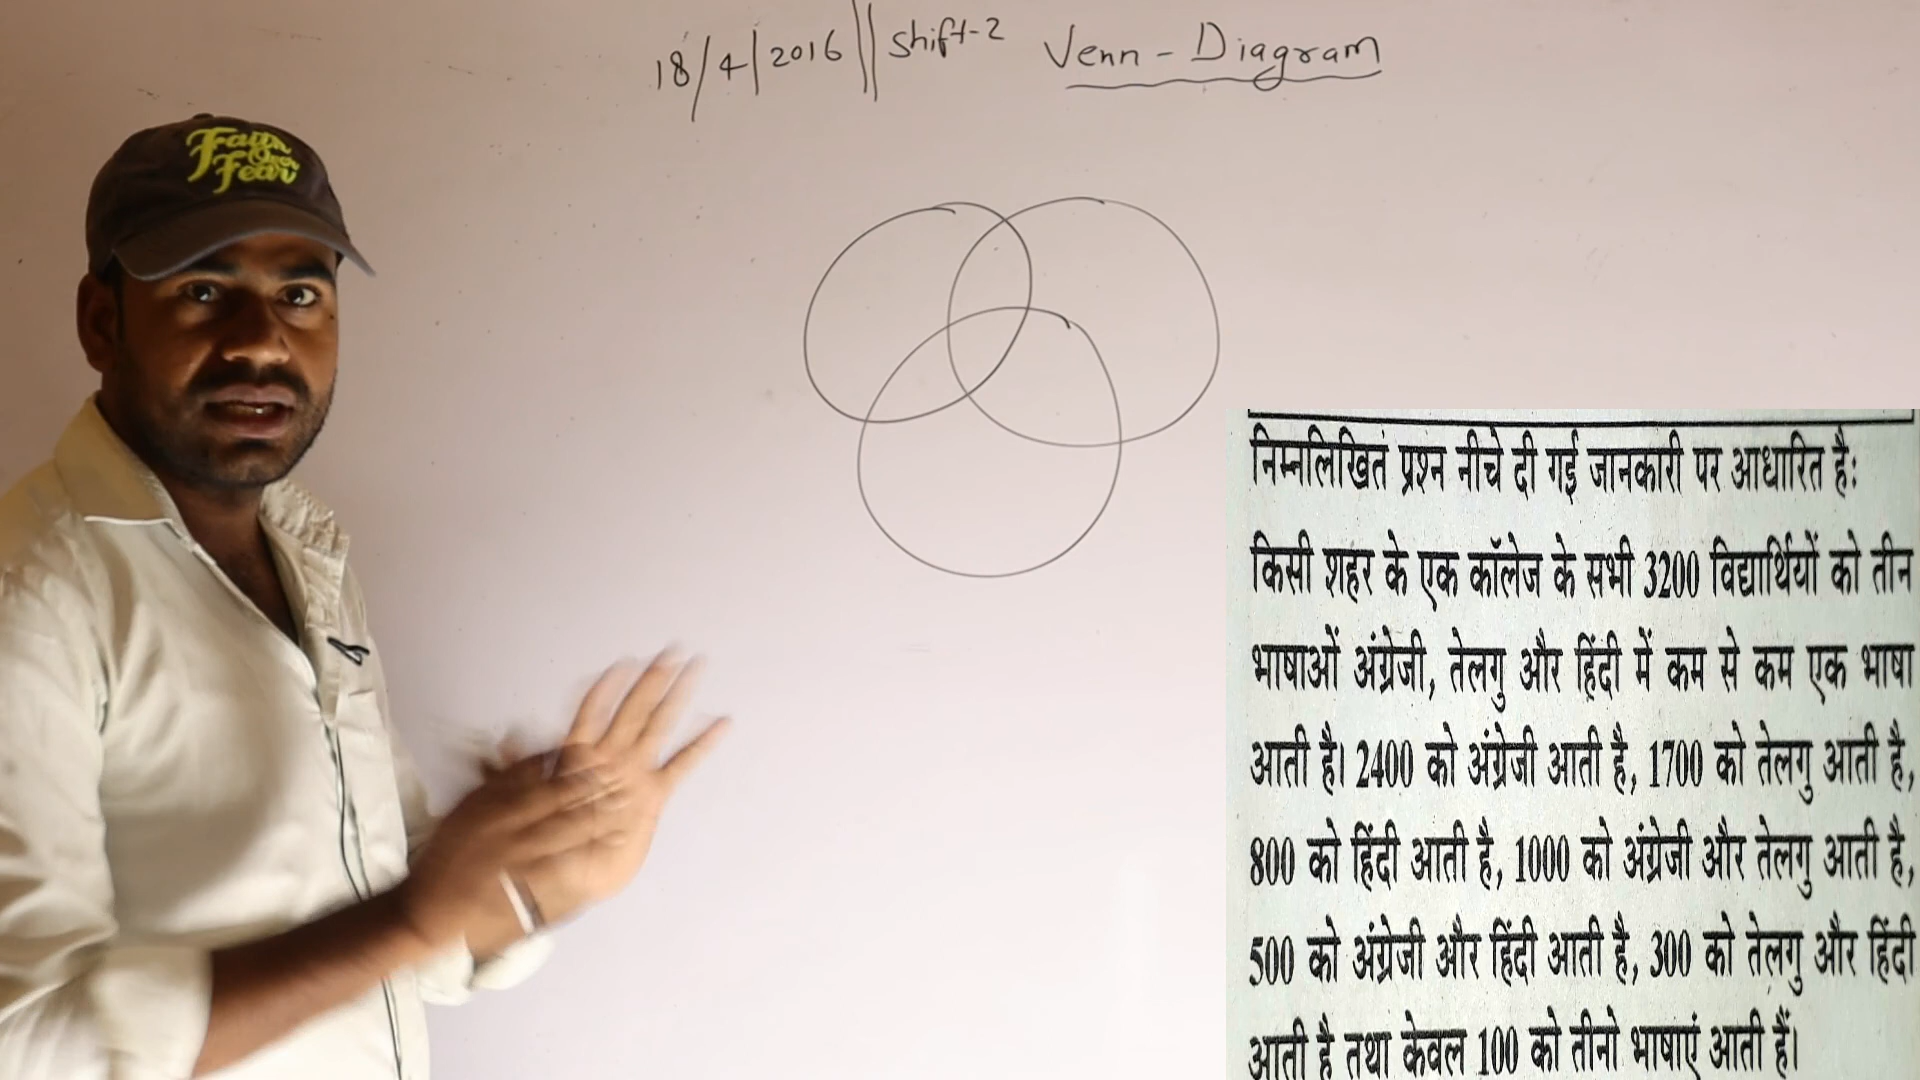 18/4/2016 || shift-2 Venn - Diagram
Faith
Over
Fear
निम्नलिखित प्रश्न नीचे दी गई जानकारी पर आधारित है:
किसी शहर के एक कॉलेज के सभी 3200 विद्यार्थियों को तीन
भाषाओं अंग्रेजी, तेलगु और हिंदी में कम से कम एक भाषा
आती है। 2400 को अंग्रेजी आती है, 1700 को तेलगु आती है,
800 को हिंदी आती है, 1000 को अंग्रेजी और तेलगु आती है,
500 को अंग्रेजी और हिंदी आती है, 300 को तेलगु और हिंदी
आती है तथा केवल 100 को तीनो भाषाएं आती हैं।